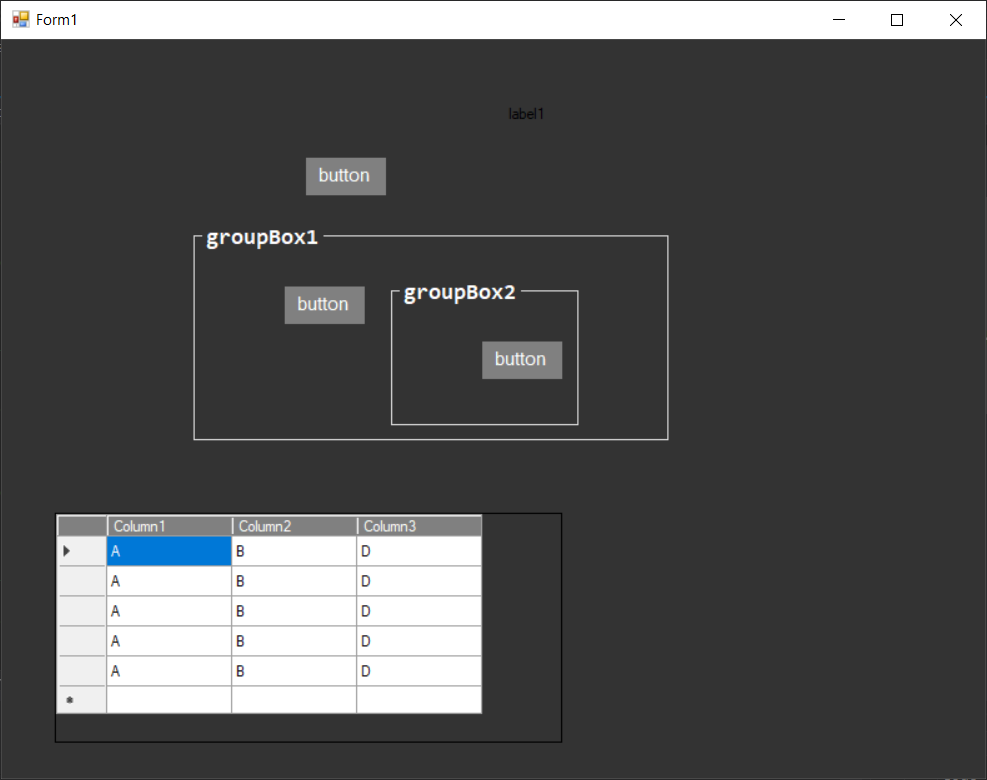 Form1
label1
button
groupBox1
button
groupBox2
button
Column1 Column2 Column3
A B D
A B D
A B D
A B D
A B D
*